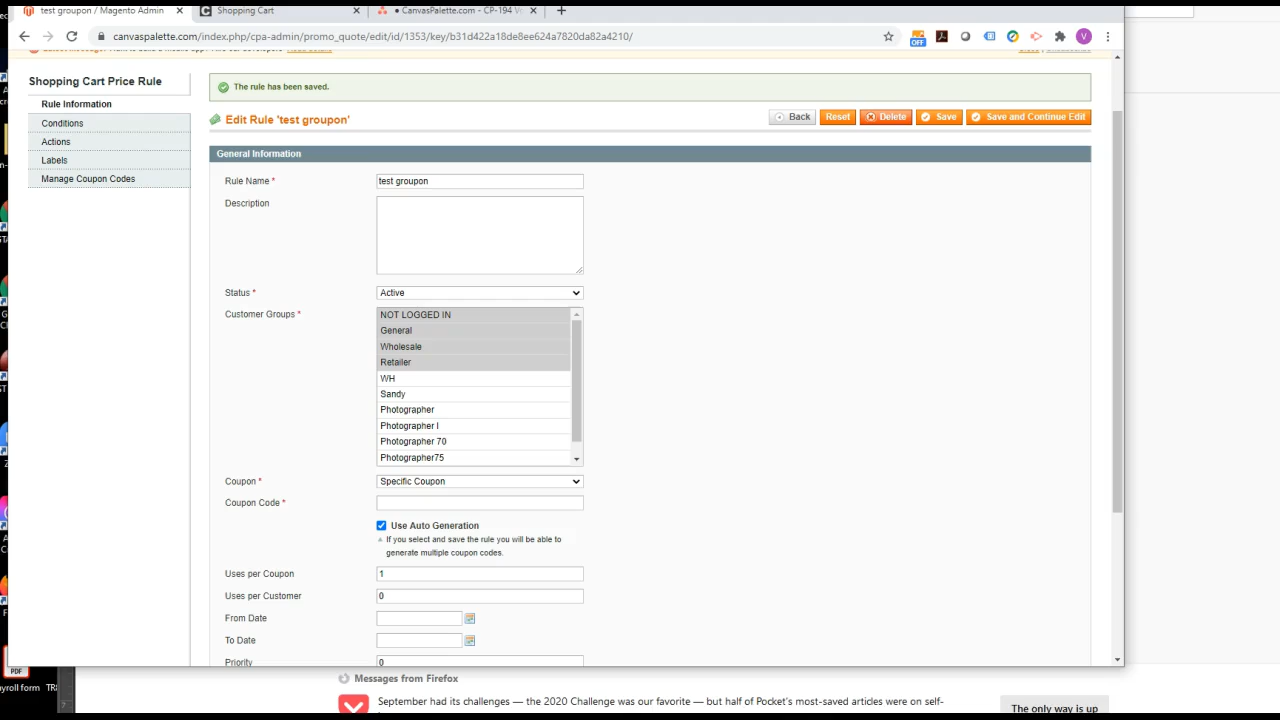 test groupon / Magento Admin
Shopping Cart
• CanvasPalette.com - CP-194 V
canvaspalette.com/index.php/cpa-admin/promo_quote/edit/id/1353/key/b31d422a18de8ee624a7820da82a4210/
OFF
V
Shopping Cart Price Rule
Rule Information
Conditions
Actions
Labels
Manage Coupon Codes
The rule has been saved.
Edit Rule 'test groupon'
Back
Reset
Delete
Save
Save and Continue Edit
General Information
Rule Name *
test groupon
Description
Status *
Active
Customer Groups *
NOT LOGGED IN
General
Wholesale
Retailer
WH
Sandy
Photographer
Photographer I
Photographer 70
Photographer75
Coupon *
Specific Coupon
Coupon Code *
Use Auto Generation
If you select and save the rule you will be able to
generate multiple coupon codes.
Uses per Coupon
1
Uses per Customer
0
From Date
To Date
Priority
0
PDF
ayroll form
TR
Messages from Firefox
September had its challenges — the 2020 Challenge was our favorite — but half of Pocket's most-saved articles were on self-
The only way is up